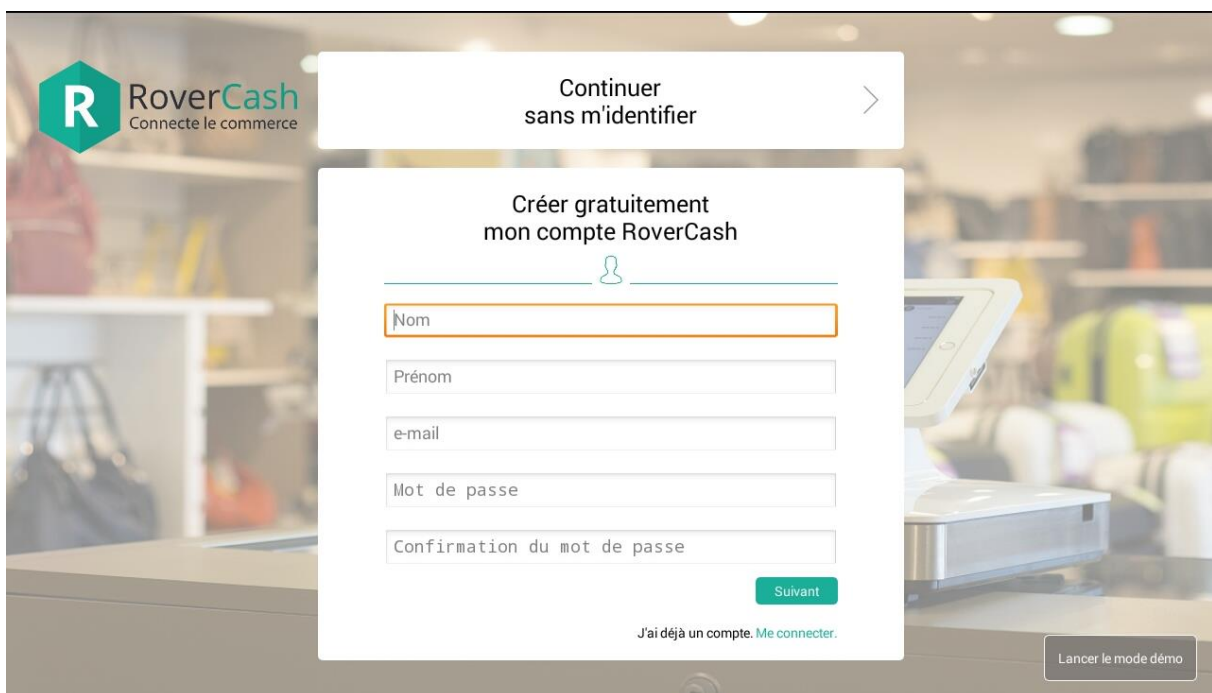 RoverCash
Connecte le commerce
Continuer
sans m'identifier
Créer gratuitement
mon compte RoverCash
Nom
Prénom
e-mail
Mot de passe
Confirmation du mot de passe
Suivant
J'ai déjà un compte. Me connecter.
Lancer le mode démo